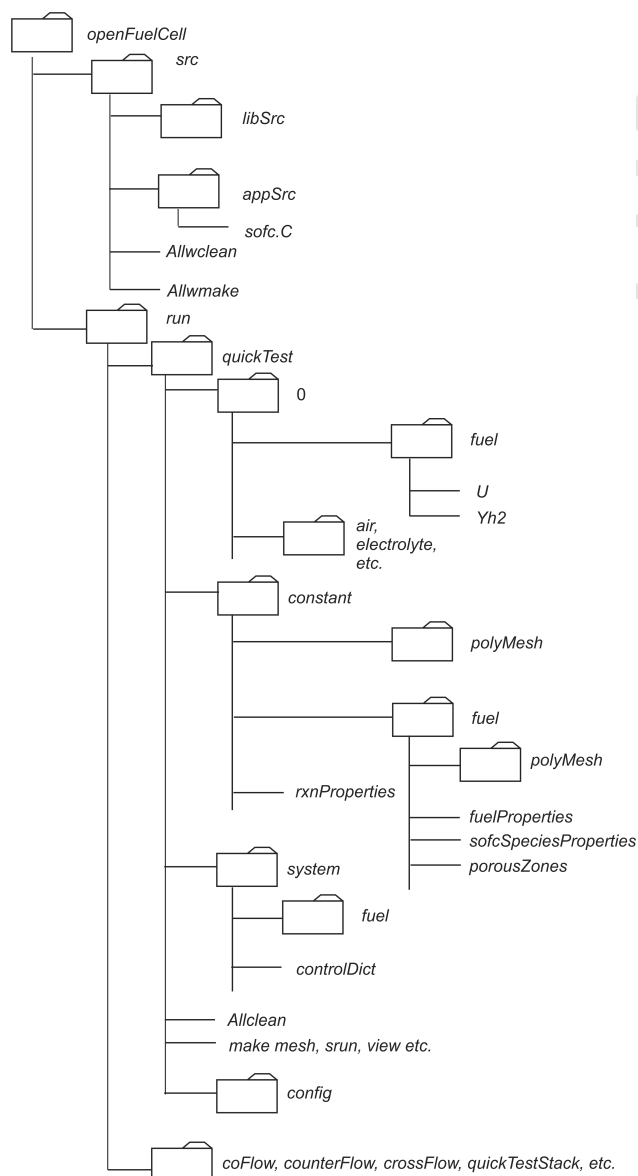 openFuelCell
src
libSrc
appSrc
sofc.C
Allwclean
Allwmake
run
quickTest
0
fuel
U
Yh2
air,
electrolyte,
etc.
constant
polyMesh
fuel
polyMesh
rxnProperties
fuelProperties
sofcSpeciesProperties
porousZones
system
fuel
controlDict
Allclean
make mesh, srun, view etc.
config
coFlow, counterFlow, crossFlow, quickTestStack, etc.